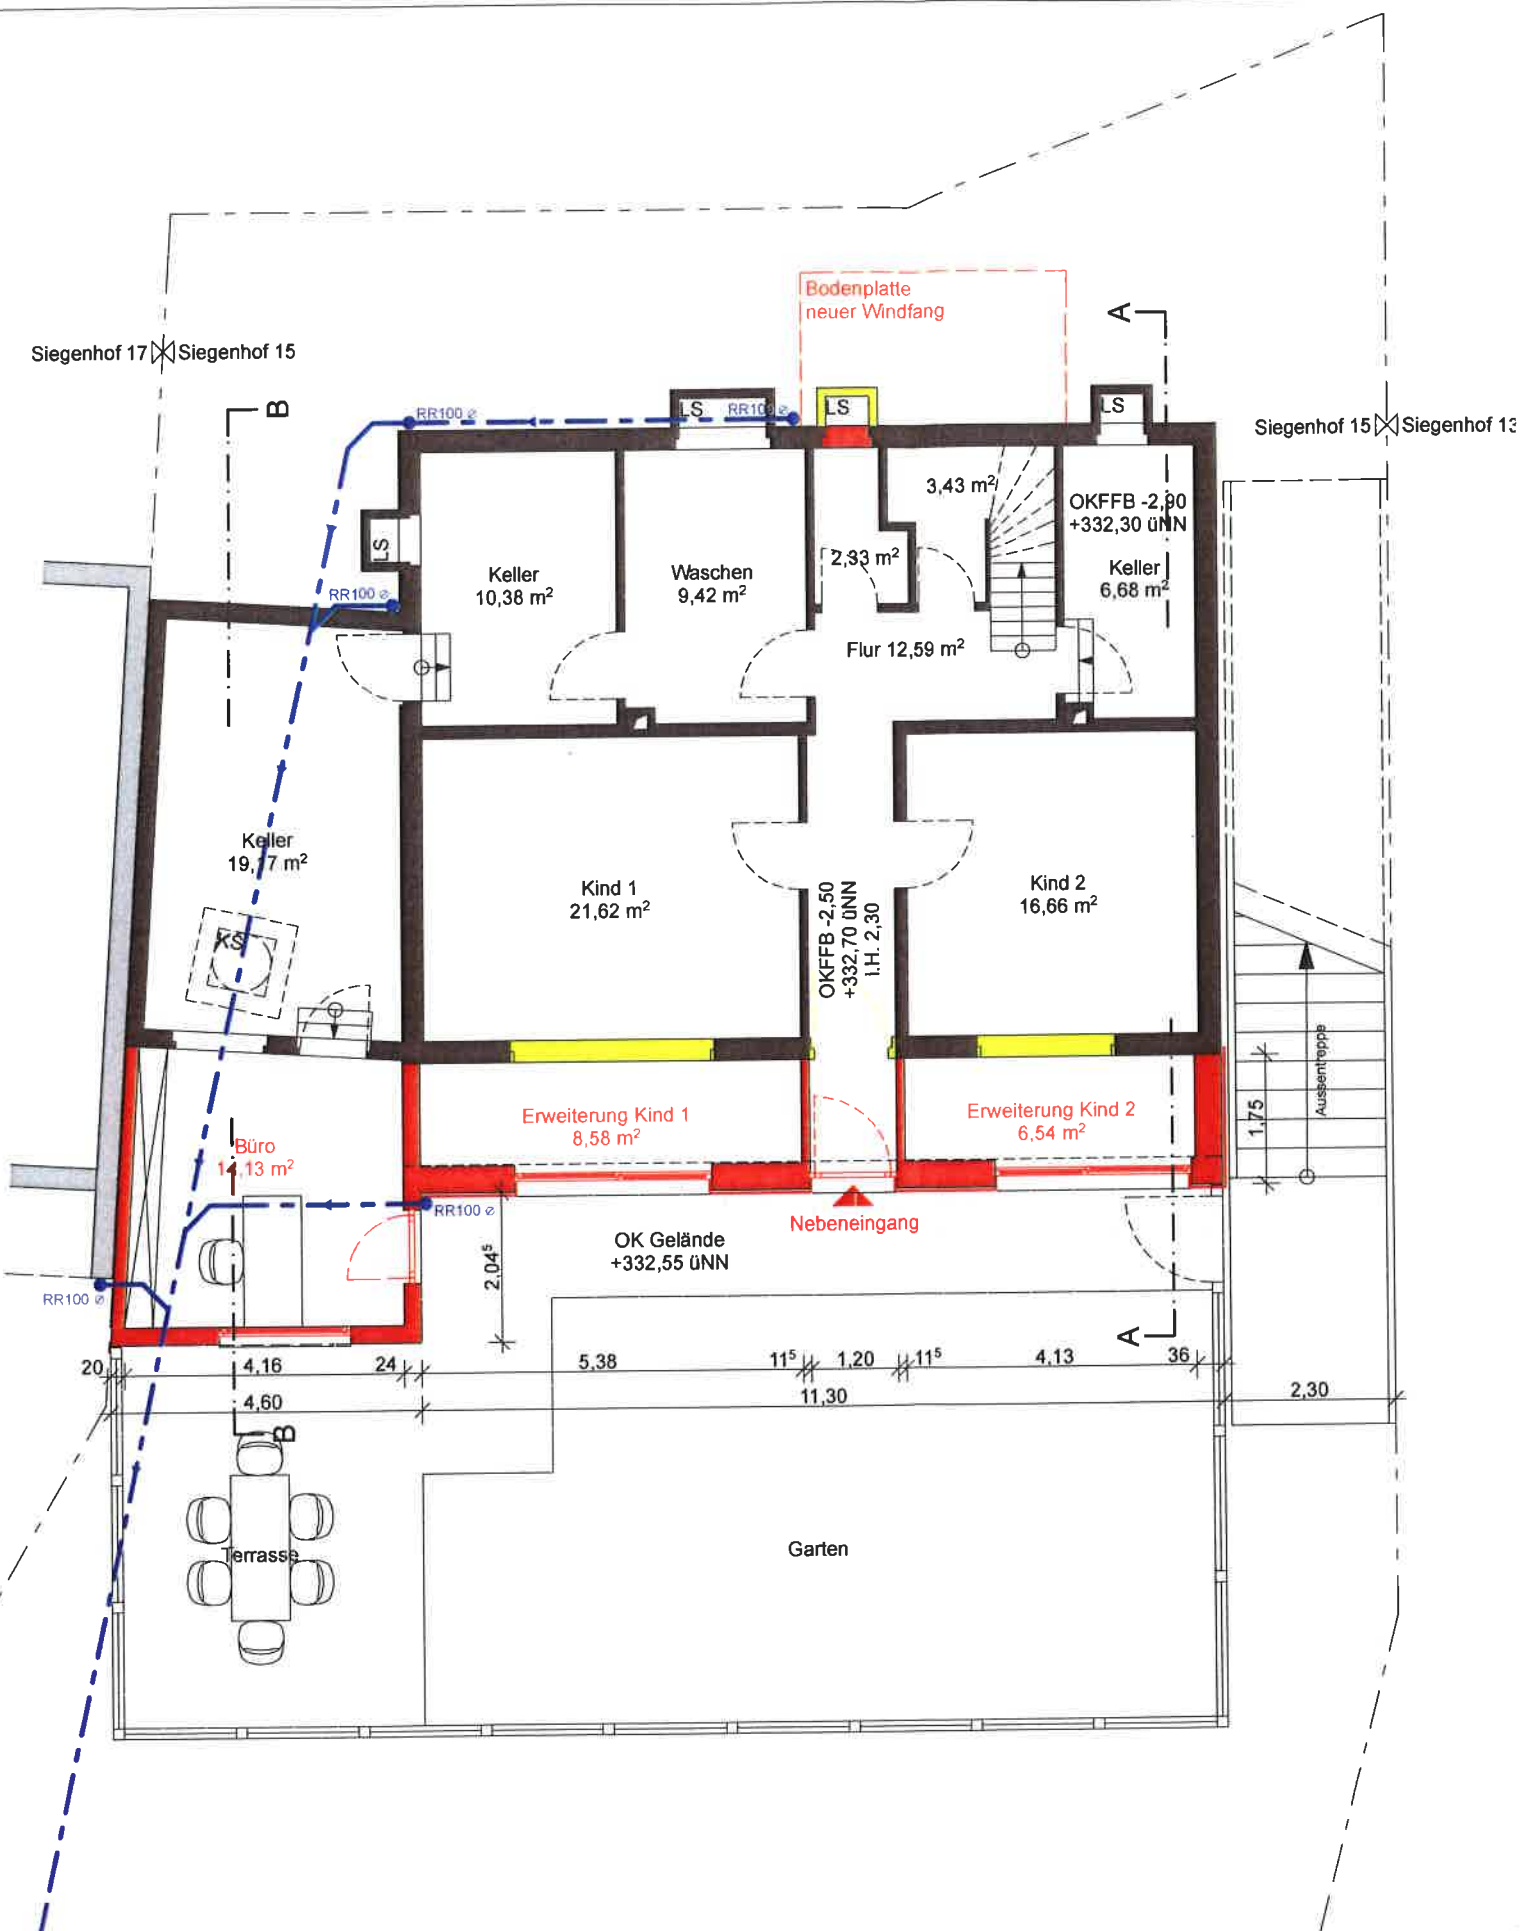 Bodenplatte
neuer Windfang
A
Siegenhof 17
Siegenhof 15
B
RR100 ø
LS
RR100 ø
LS
LS
Siegenhof 15
Siegenhof 13
3,43 m²
OKFFB -2,90
+332,30 üNN
LS
2,33 m²
Keller
10,38 m²
Waschen
9,42 m²
Keller
6,68 m²
RR100 ø
Flur 12,59 m²
Keller
19,17 m²
Kind 1
21,62 m²
OKFFB -2,50
+332,70 üNN
l.H. 2,30
Kind 2
16,66 m²
KS
Aussentreppe
1,75
Erweiterung Kind 1
8,58 m²
Erweiterung Kind 2
6,54 m²
Büro
14,13 m²
RR100 ø
Nebeneingang
OK Gelände
+332,55 üNN
2,04⁵
RR100 ø
A
20
4,16
24
5,38
11⁵
1,20
11⁵
4,13
36
4,60
11,30
2,30
B
Terrasse
Garten